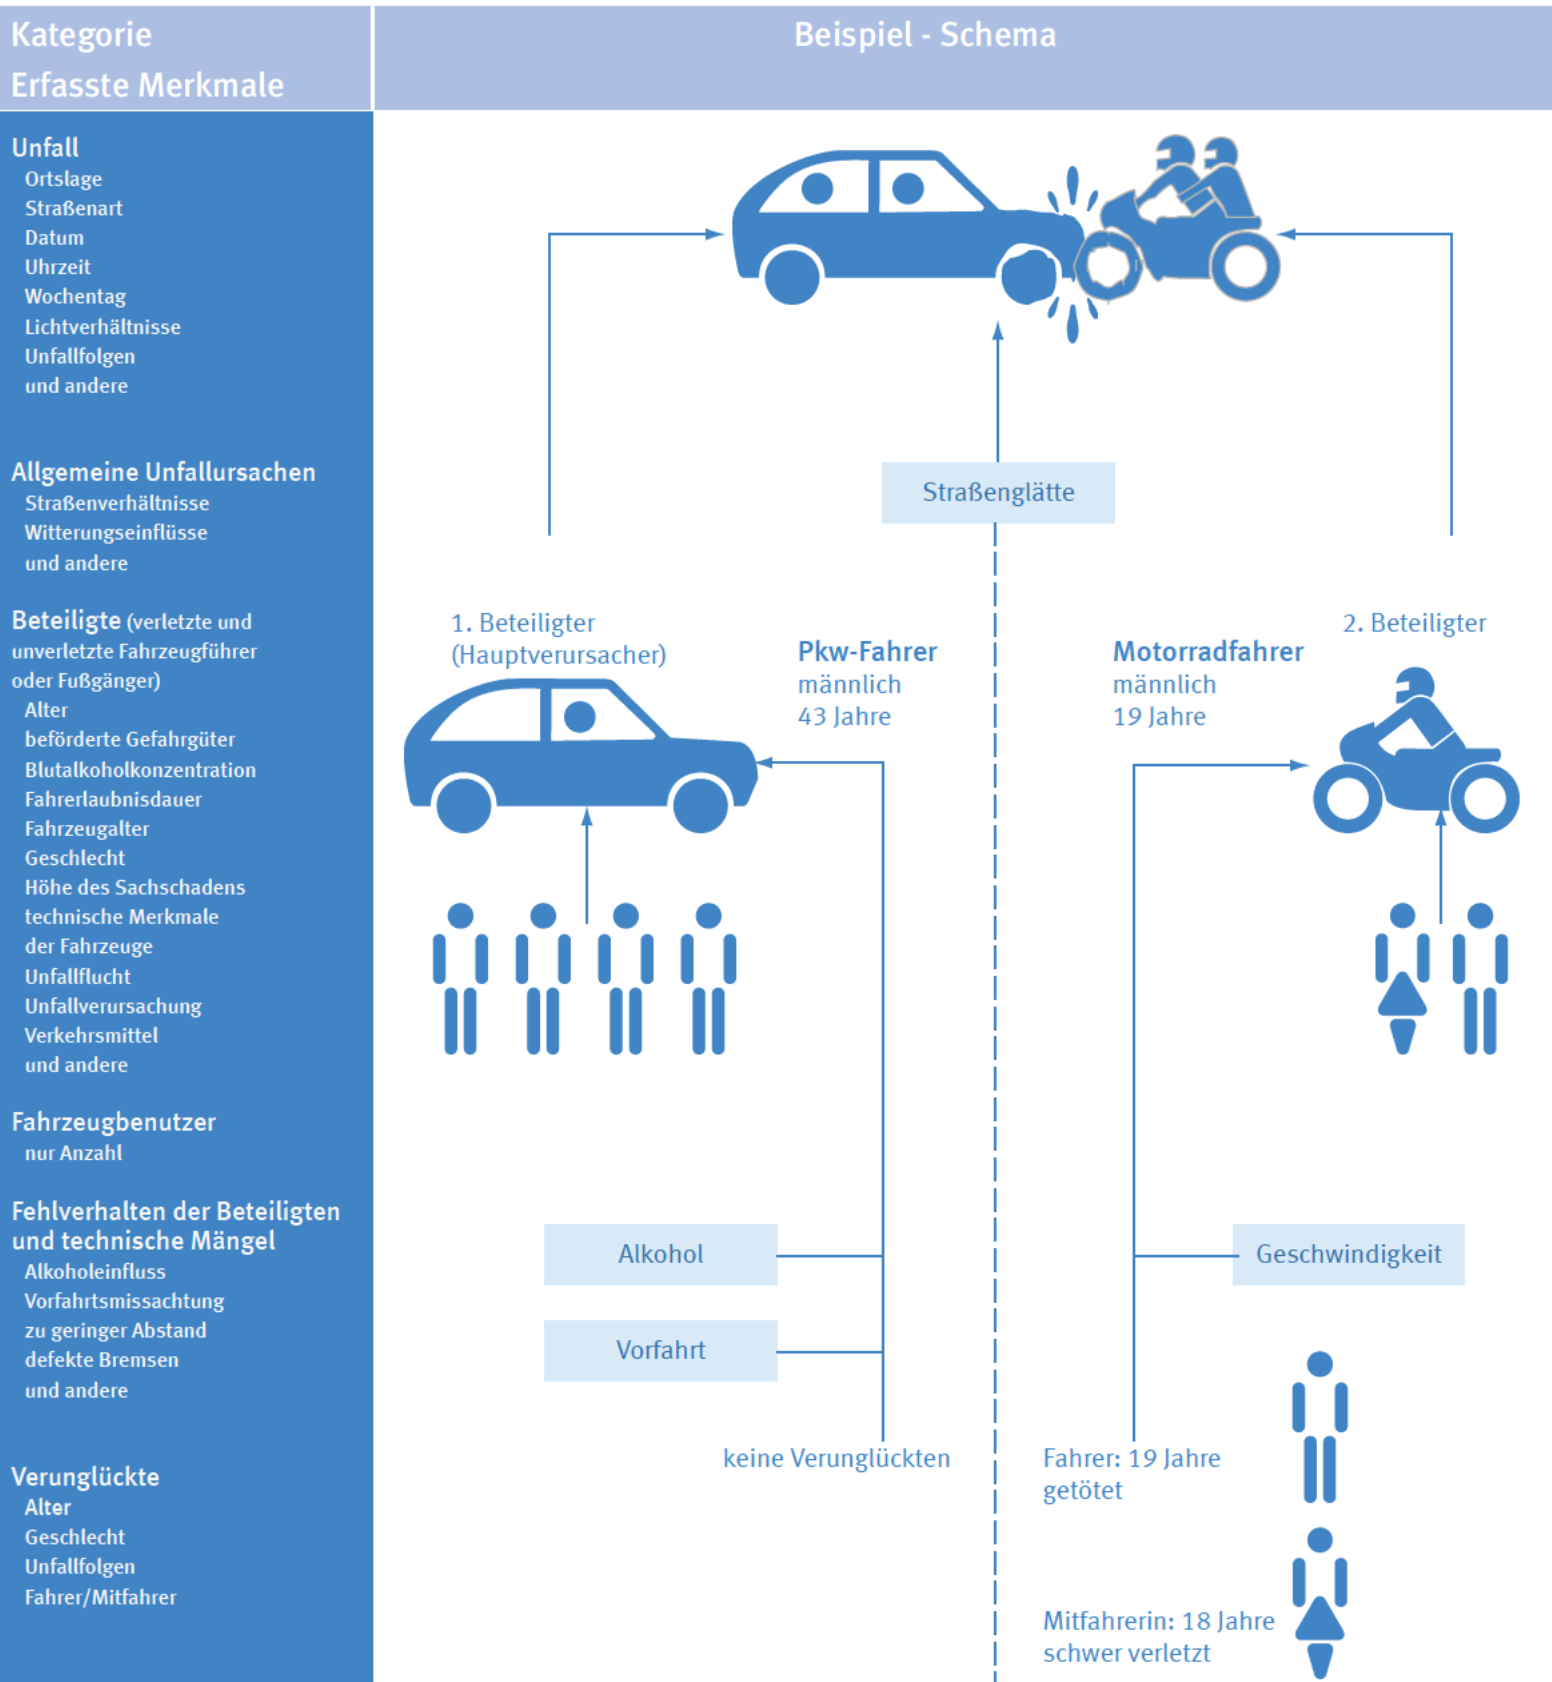 Kategorie
Erfasste Merkmale
Beispiel - Schema
Unfall
Ortslage
Straßenart
Datum
Uhrzeit
Wochentag
Lichtverhältnisse
Unfallfolgen
und andere
Allgemeine Unfallursachen
Straßenverhältnisse
Witterungseinflüsse
und andere
Beteiligte (verletzte und
unverletzte Fahrzeugführer
oder Fußgänger)
Alter
beförderte Gefahrgüter
Blutalkoholkonzentration
Fahrerlaubnisdauer
Fahrzeugalter
Geschlecht
Höhe des Sachschadens
technische Merkmale
der Fahrzeuge
Unfallflucht
Unfallverursachung
Verkehrsmittel
und andere
Fahrzeugbenutzer
nur Anzahl
Fehlverhalten der Beteiligten
und technische Mängel
Alkoholeinfluss
Vorfahrtsmissachtung
zu geringer Abstand
defekte Bremsen
und andere
Verunglückte
Alter
Geschlecht
Unfallfolgen
Fahrer/Mitfahrer
Straßenglätte
1. Beteiligter
(Hauptverursacher)
Pkw-Fahrer
männlich
43 Jahre
Motorradfahrer
männlich
19 Jahre
2. Beteiligter
Alkohol
Vorfahrt
Geschwindigkeit
keine Verunglückten
Fahrer: 19 Jahre
getötet
Mitfahrerin: 18 Jahre
schwer verletzt